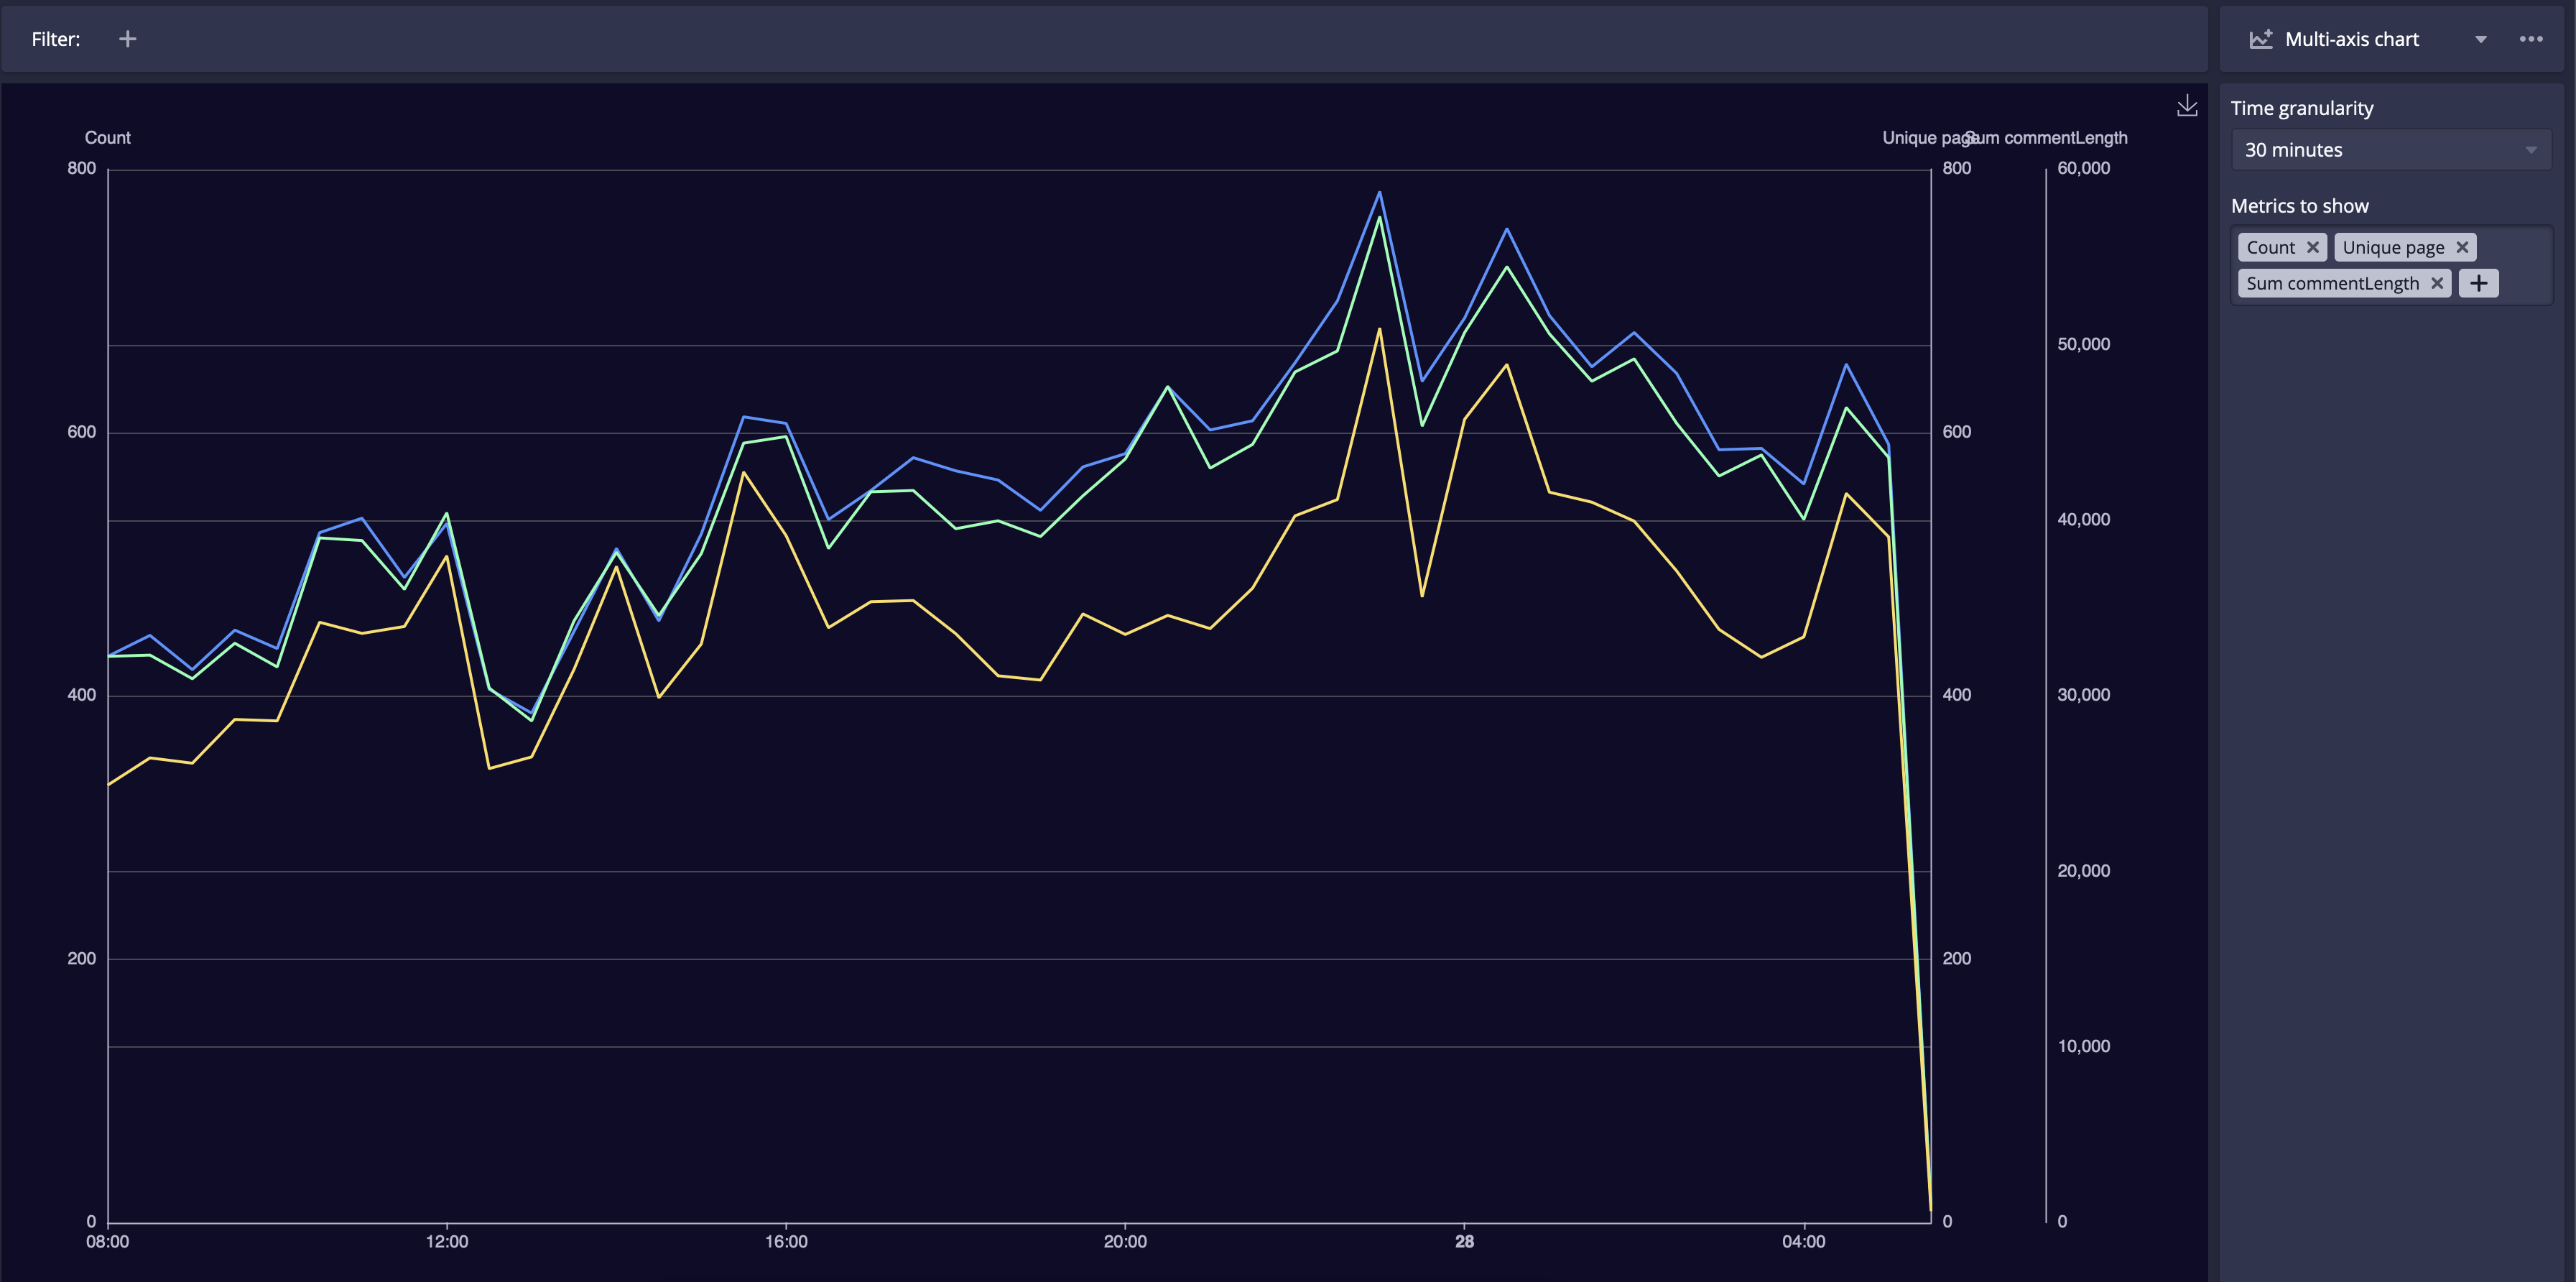 Filter:
Multi-axis chart
Time granularity
30 minutes
Metrics to show
Count Unique page
Sum commentLength
Count Unique page Sum commentLength
800 800 60,000
50,000
600 600
40,000
400 400 30,000
20,000
200 200
10,000
0 0 0
08:00 12:00 16:00 20:00 28 04:00